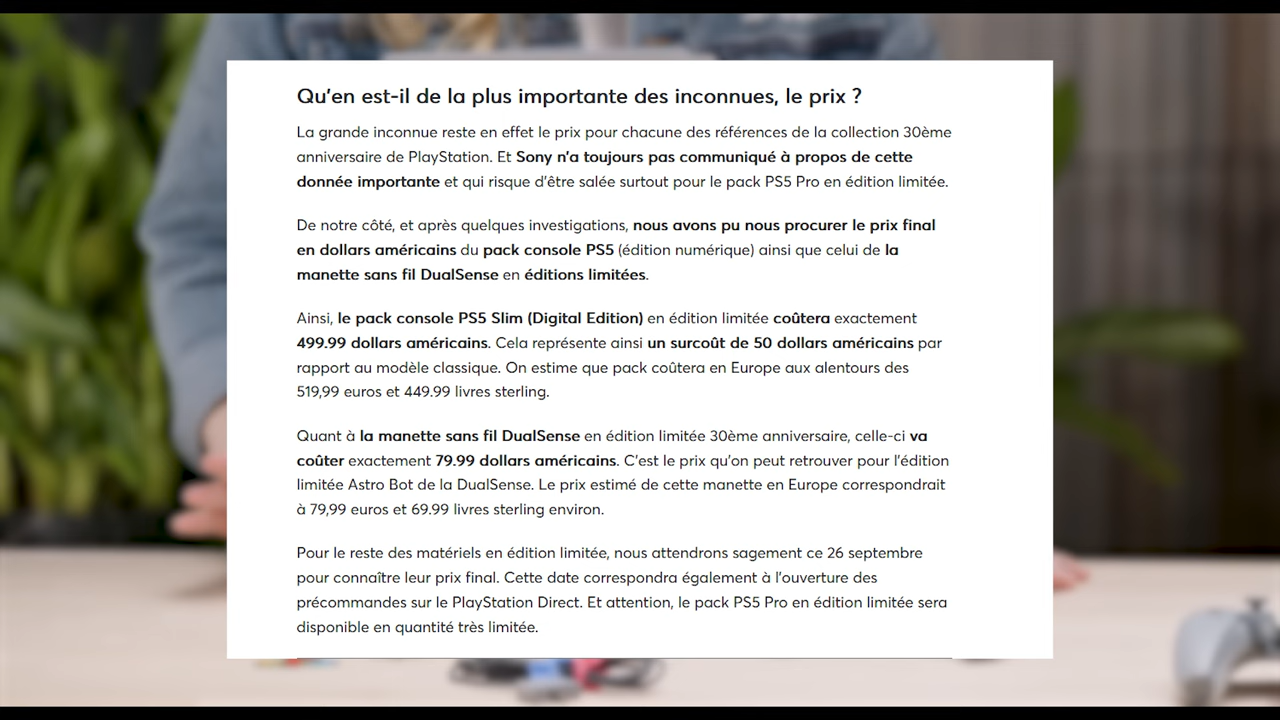 Qu'en est-il de la plus importante des inconnues, le prix ?
La grande inconnue reste en effet le prix pour chacune des références de la collection 30ème
anniversaire de PlayStation. Et Sony n'a toujours pas communiqué à propos de cette
donnée importante et qui risque d'être salée surtout pour le pack PS5 Pro en édition limitée.
De notre côté, et après quelques investigations, nous avons pu nous procurer le prix final
en dollars américains du pack console PS5 (édition numérique) ainsi que celui de la
manette sans fil DualSense en éditions limitées.
Ainsi, le pack console PS5 Slim (Digital Edition) en édition limitée coûtera exactement
499.99 dollars américains. Cela représente ainsi un surcoût de 50 dollars américains par
rapport au modèle classique. On estime que pack coûtera en Europe aux alentours des
519,99 euros et 449.99 livres sterling.
Quant à la manette sans fil DualSense en édition limitée 30ème anniversaire, celle-ci va
coûter exactement 79.99 dollars américains. C'est le prix qu'on peut retrouver pour l'édition
limitée Astro Bot de la DualSense. Le prix estimé de cette manette en Europe correspondrait
à 79,99 euros et 69.99 livres sterling environ.
Pour le reste des matériels en édition limitée, nous attendrons sagement ce 26 septembre
pour connaître leur prix final. Cette date correspondra également à l'ouverture des
précommandes sur le PlayStation Direct. Et attention, le pack PS5 Pro en édition limitée sera
disponible en quantité très limitée.